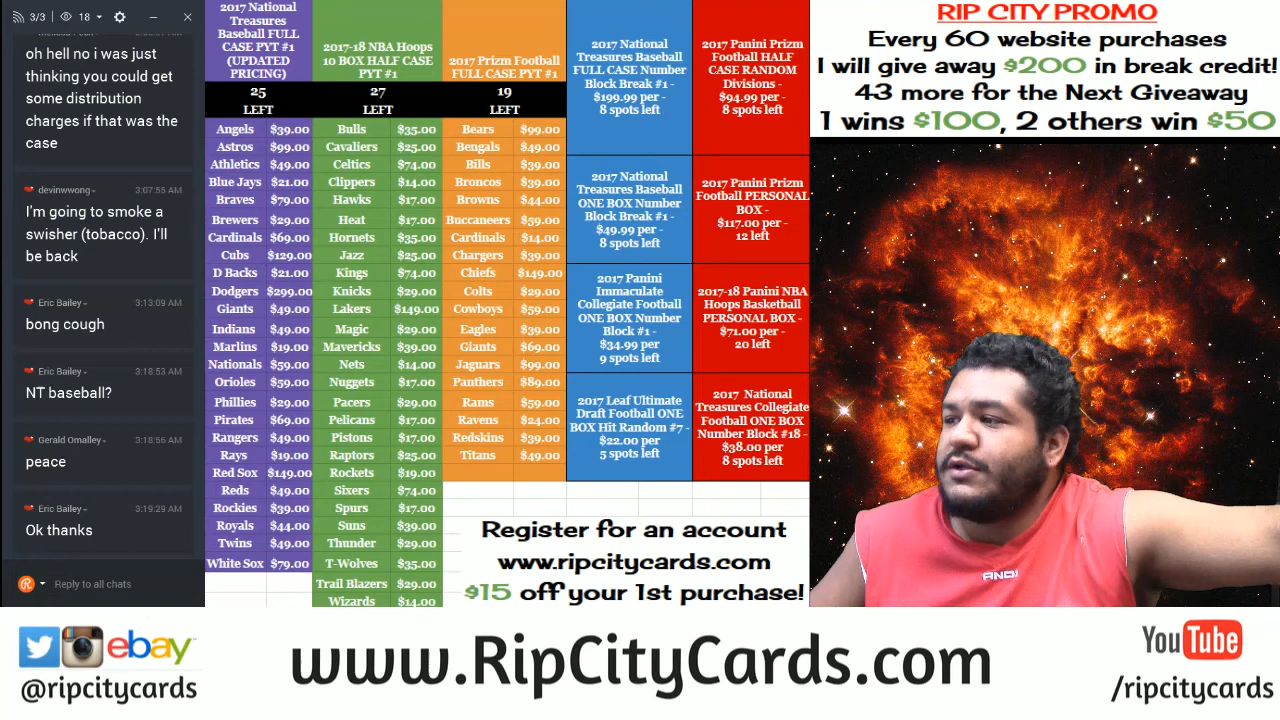 3/3 18
oh hell no i was just
thinking you could get
some distribution
charges if that was the
case
devinwwong 3:07:55 AM
I'm going to smoke a
swisher (tobacco). I'll
be back
Eric Bailey 3:13:09 AM
bong cough
Eric Bailey 3:18:53 AM
NT baseball?
Gerald Omalley 3:18:56 AM
peace
Eric Bailey 3:19:29 AM
Ok thanks
Reply to all chats
2017 National
Treasures
Baseball FULL
CASE PYT #1
(UPDATED
PRICING)
25
LEFT
Angels $39.00
Astros $99.00
Athletics $49.00
Blue Jays $21.00
Braves $79.00
Brewers $29.00
Cardinals $69.00
Cubs $129.00
D Backs $21.00
Dodgers $299.00
Giants $49.00
Indians $49.00
Marlins $19.00
Nationals $59.00
Orioles $59.00
Phillies $29.00
Pirates $69.00
Rangers $49.00
Rays $19.00
Red Sox $149.00
Reds $49.00
Rockies $39.00
Royals $44.00
Twins $49.00
White Sox $79.00
2017-18 NBA Hoops
10 BOX HALF CASE
PYT #1
27
LEFT
Bulls $35.00
Cavaliers $25.00
Celtics $74.00
Clippers $14.00
Hawks $17.00
Heat $17.00
Hornets $35.00
Jazz $25.00
Kings $74.00
Knicks $29.00
Lakers $149.00
Magic $29.00
Mavericks $39.00
Nets $14.00
Nuggets $17.00
Pacers $29.00
Pelicans $17.00
Pistons $17.00
Raptors $25.00
Rockets $19.00
Sixers $74.00
Spurs $17.00
Suns $39.00
Thunder $29.00
T-Wolves $35.00
Trail Blazers $29.00
Wizards $14.00
2017 Prizm Football
FULL CASE PYT #1
19
LEFT
Bears $99.00
Bengals $49.00
Bills $39.00
Broncos $39.00
Browns $44.00
Buccaneers $59.00
Cardinals $14.00
Chargers $39.00
Chiefs $149.00
Colts $29.00
Cowboys $59.00
Eagles $39.00
Giants $69.00
Jaguars $99.00
Panthers $89.00
Rams $59.00
Ravens $24.00
Redskins $39.00
Titans $49.00
2017 National
Treasures Baseball
FULL CASE Number
Block Break #1 -
$199.99 per -
8 spots left
2017 National
Treasures Baseball
ONE BOX Number
Block Break #1 -
$49.99 per -
8 spots left
2017 Panini
Immaculate
Collegiate Football
ONE BOX Number
Block #1 -
$34.99 per
9 spots left
2017 Leaf Ultimate
Draft Football ONE
BOX Hit Random #7 -
$22.00 per
5 spots left
2017 Panini Prizm
Football HALF
CASE RANDOM
Divisions -
$94.99 per -
8 spots left
2017 Panini Prizm
Football PERSONAL
BOX -
$117.00 per -
12 left
2017-18 Panini NBA
Hoops Basketball
PERSONAL BOX -
$71.00 per -
20 left
2017 National
Treasures Collegiate
Football ONE BOX
Number Block #18 -
$38.00 per
8 spots left
Register for an account
www.ripcitycards.com
$15 off your 1st purchase!
RIP CITY PROMO
Every 60 website purchases
I will give away $200 in break credit!
43 more for the Next Giveaway
1 wins $100, 2 others win $50
AND1
ebay
@ripcitycards
www.RipCityCards.com
YouTube
/ripcitycards